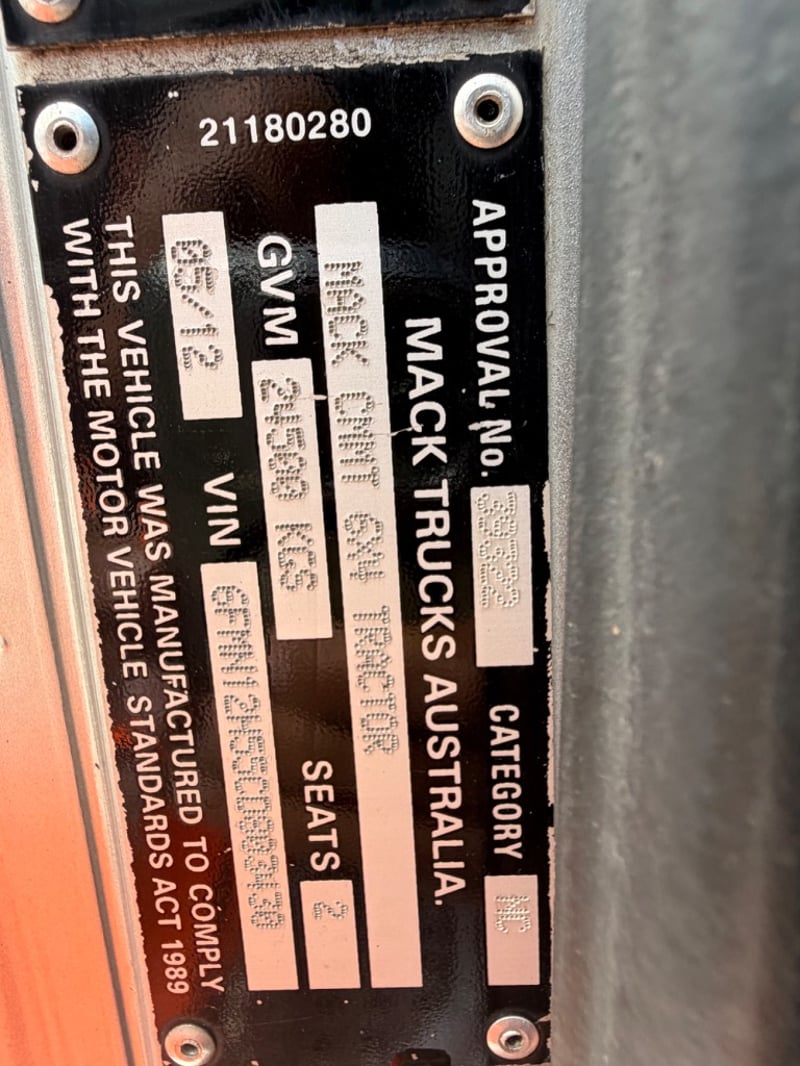 APPROVAL No. CATEGORY NC
MACK TRUCKS AUSTRALIA.
MACK CMMT 6X4 TRACTOR
GVM 24500 KGS SEATS 2
05/12 VIN
THIS VEHICLE WAS MANUFACTURED TO COMPLY
WITH THE MOTOR VEHICLE STANDARDS ACT 1989
21180280